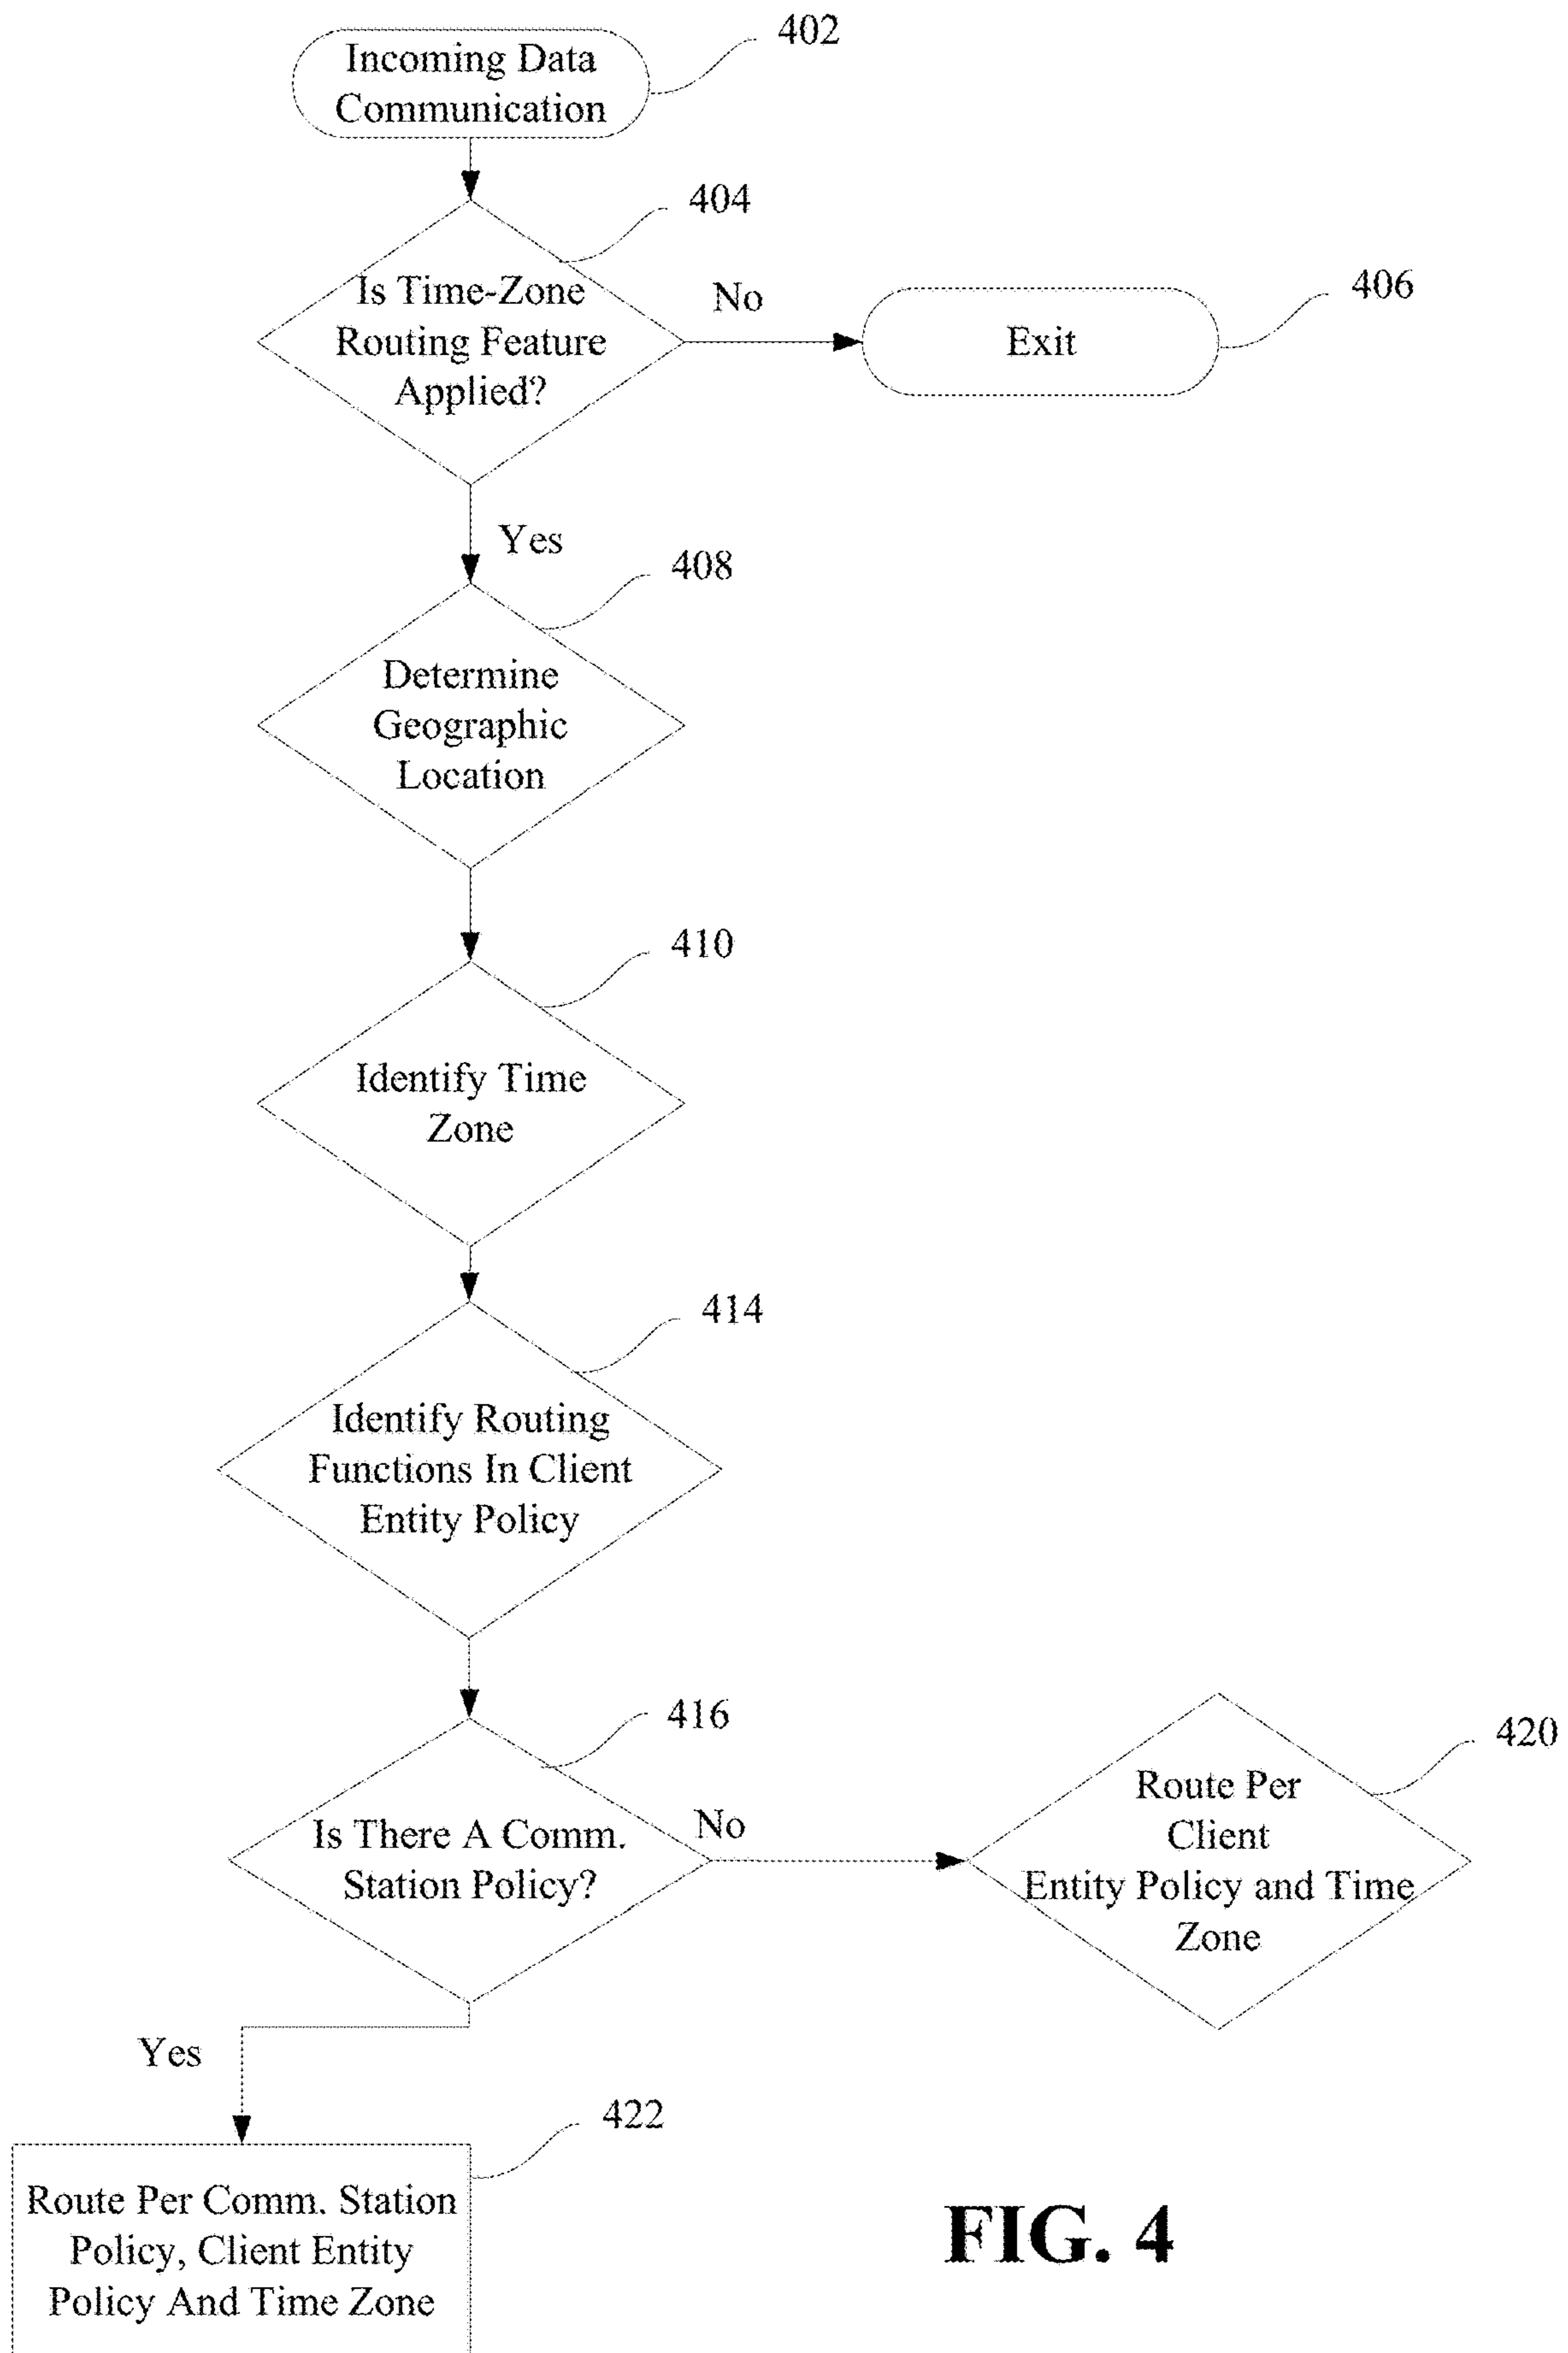 402
Incoming Data
Communication
404
Is Time-Zone
Routing Feature
Applied?
No
406
Exit
Yes
408
Determine
Geographic
Location
410
Identify Time
Zone
414
Identify Routing
Functions In Client
Entity Policy
416
Is There A Comm.
Station Policy?
No
420
Route Per
Client
Entity Policy and Time
Zone
Yes
422
Route Per Comm. Station
Policy, Client Entity
Policy And Time Zone
FIG. 4